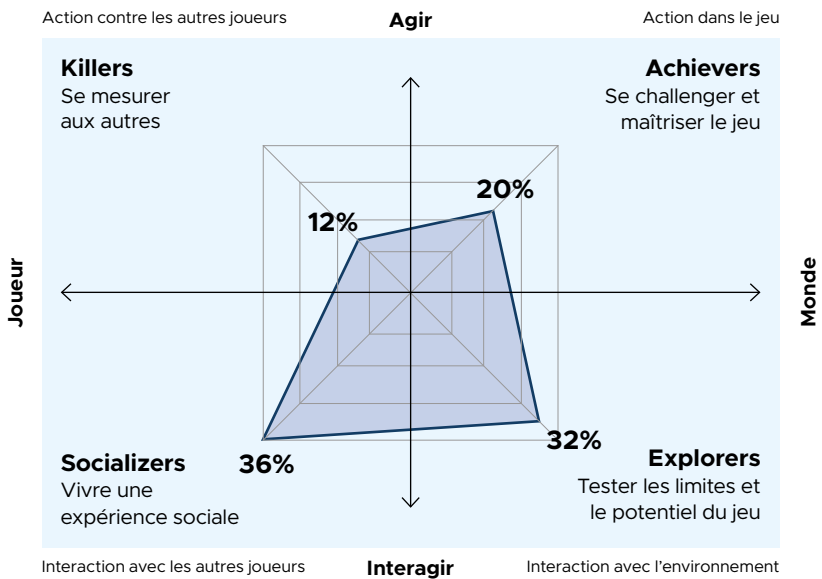 Action contre les autres joueurs
Agir
Action dans le jeu
Killers
Se mesurer
aux autres
Achievers
Se challenger et
maîtriser le jeu
20%
12%
Joueur
Monde
32%
36%
Socializers
Vivre une
expérience sociale
Explorers
Tester les limites et
le potentiel du jeu
Interaction avec les autres joueurs
Interagir
Interaction avec l'environnement